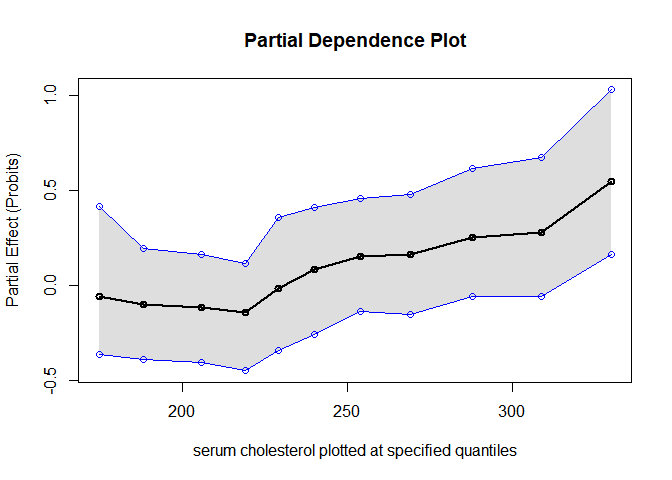 Partial Dependence Plot
Partial Effect (Probits)
1.0
0.5
0.0
-0.5
200 250 300
serum cholesterol plotted at specified quantiles